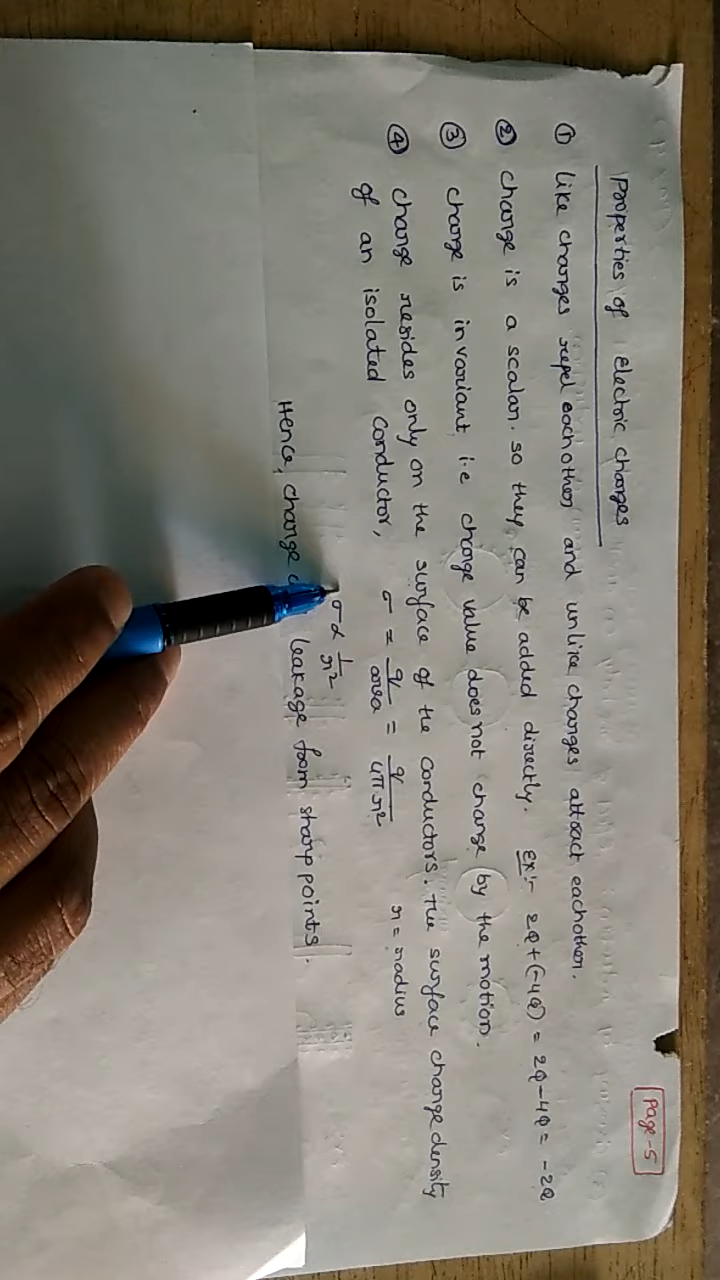 Page-5
Properties of Electric charges
① like charges repel eachother and unlike charges attract eachother.
② charge is a scalar. so they can be added directly. Ex:- 2Q+(-4Q) = 2Q-4Q = -2Q
③ charge is invariant i.e charge value does not change by the motion.
④ charge resides only on the surface of the conductors. The surface charge density
of an isolated conductor, σ = q/area = q/4πr² r = radius
σ ∝ 1/r²
Hence, charge leakage from sharp points.